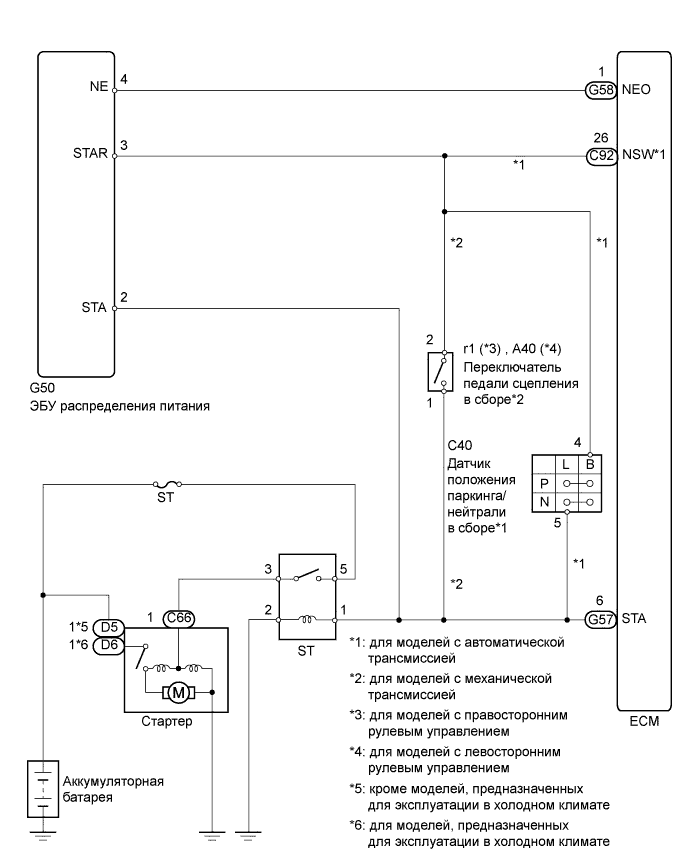 NE 4
1
G58 NEO
STAR 3
26
C92 NSW*1
*1
*2
*1
STA 2
G50
ЭБУ распределения питания
2
1
r1 (*3) , A40 (*4)
Переключатель
педали сцепления
в сборе*2
C40
Датчик
положения
паркинга/
нейтрали
в сборе*1
4
L B
P
N
5
*1
ST
3 5
2 1
ST
*2
6
G57 STA
1*5 D5
1*6 D6
1 C66
M
Стартер
Аккумуляторная
батарея
ECM
*1: для моделей с автоматической
трансмиссией
*2: для моделей с механической
трансмиссией
*3: для моделей с правосторонним
рулевым управлением
*4: для моделей с левосторонним
рулевым управлением
*5: кроме моделей, предназначенных
для эксплуатации в холодном климате
*6: для моделей, предназначенных
для эксплуатации в холодном климате